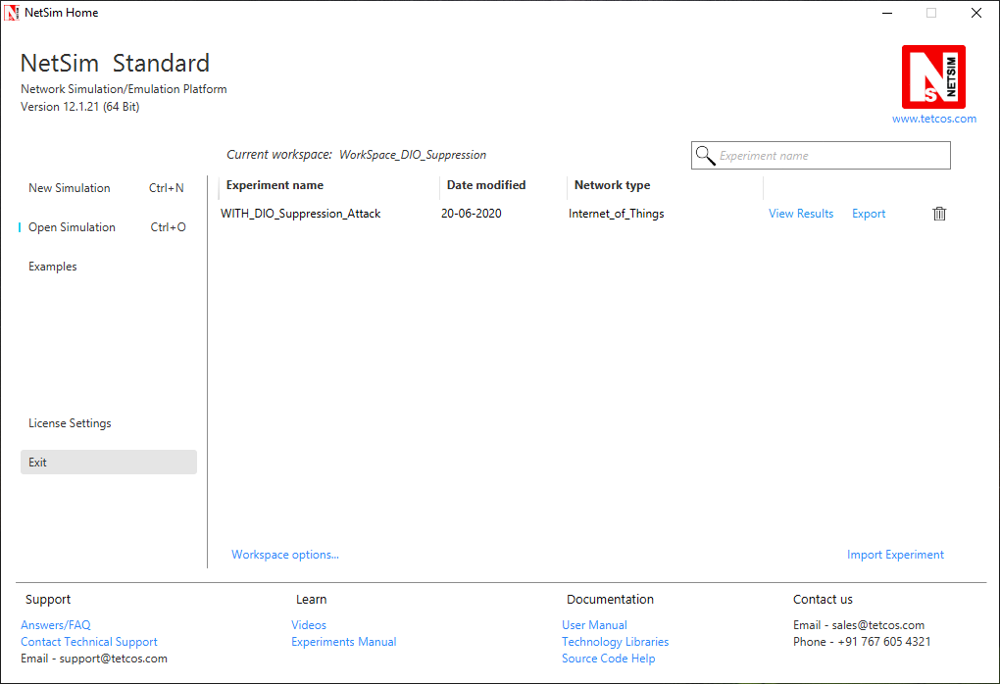 NetSim Home
NetSim Standard
Network Simulation/Emulation Platform
Version 12.1.21 (64 Bit)
NS NETSIM
www.tetcos.com
Current workspace: WorkSpace_DIO_Suppression
Experiment name
New Simulation Ctrl+N
Open Simulation Ctrl+O
Examples
License Settings
Exit
Experiment name Date modified Network type
WITH_DIO_Suppression_Attack 20-06-2020 Internet_of_Things View Results Export
Workspace options... Import Experiment
Support
Answers/FAQ
Contact Technical Support
Email - support@tetcos.com
Learn
Videos
Experiments Manual
Documentation
User Manual
Technology Libraries
Source Code Help
Contact us
Email - sales@tetcos.com
Phone - +91 767 605 4321